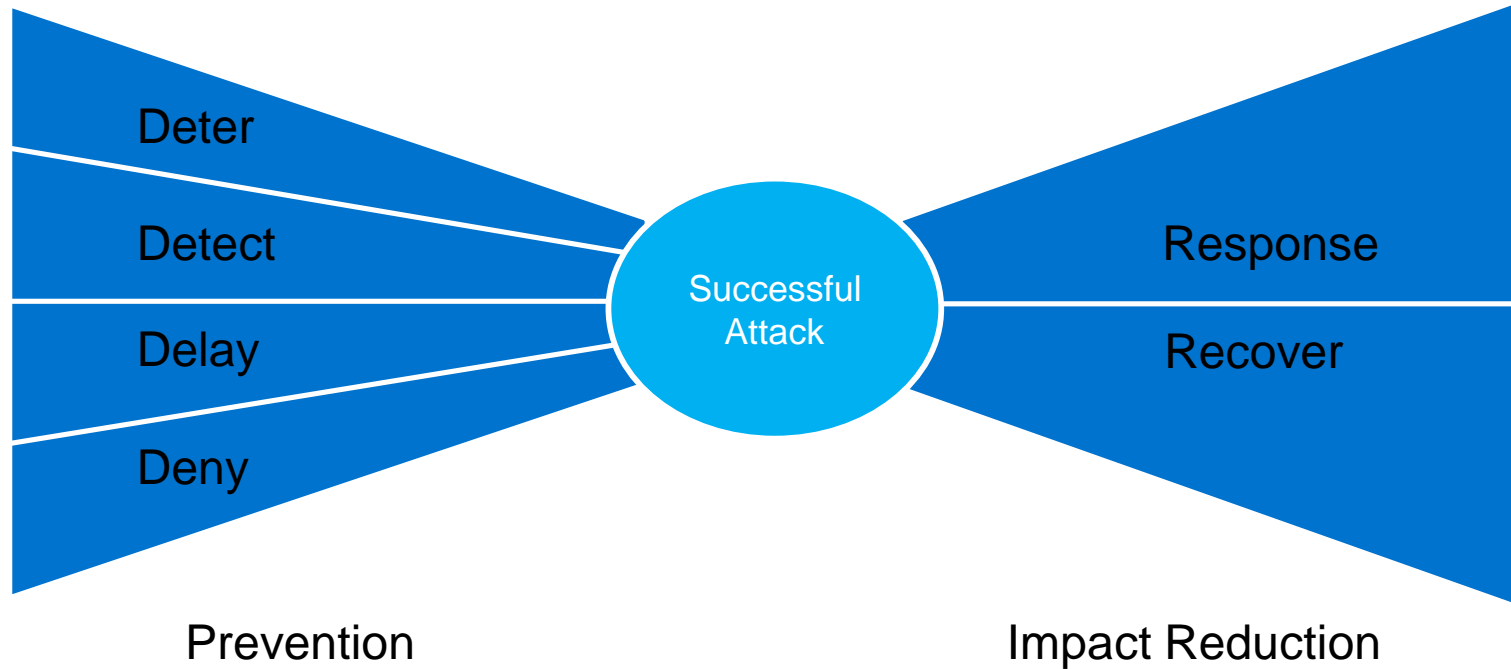 Deter
Detect
Delay
Deny
Successful
Attack
Response
Recover
Prevention
Impact Reduction